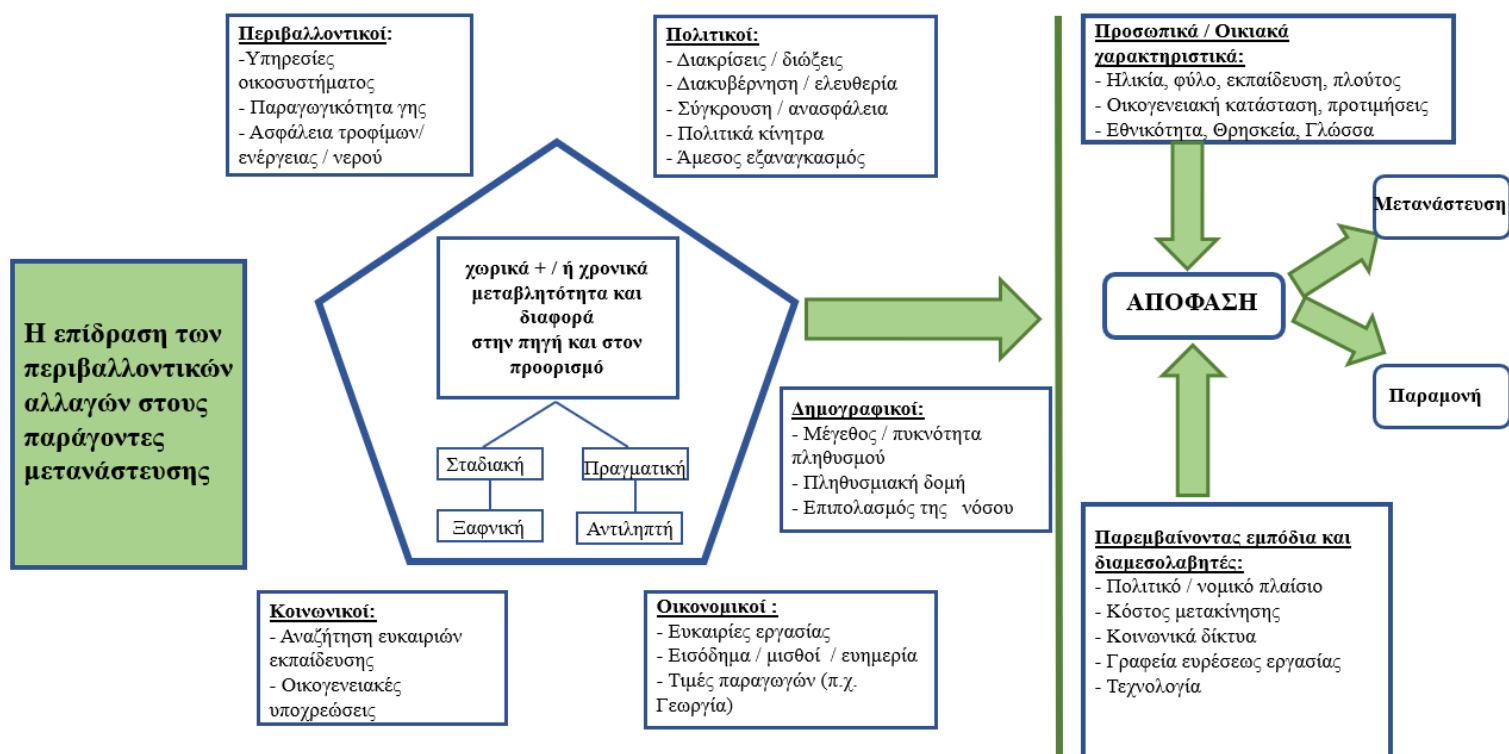 Περιβαλλοντικοί:
-Υπηρεσίες
οικοσυστήματος
- Παραγωγικότητα γης
- Ασφάλεια τροφίμων/
ενέργειας / νερού
Πολιτικοί:
- Διακρίσεις / διώξεις
- Διακυβέρνηση / ελευθερία
- Σύγκρουση / ανασφάλεια
- Πολιτικά κίνητρα
- Άμεσος εξαναγκασμός
Προσωπικά / Οικιακά
χαρακτηριστικά:
- Ηλικία, φύλο, εκπαίδευση, πλούτος
- Οικογενειακή κατάσταση, προτιμήσεις
- Εθνικότητα, Θρησκεία, Γλώσσα
Η επίδραση των
περιβαλλοντικών
αλλαγών στους
παράγοντες
μετανάστευσης
χωρικά + / ή χρονικά
μεταβλητότητα και
διαφορά
στην πηγή και στον
προορισμό
Σταδιακή
Πραγματική
Ξαφνική
Αντιληπτή
Δημογραφικοί:
- Μέγεθος / πυκνότητα
πληθυσμού
- Πληθυσμιακή δομή
- Επιπολασμός της νόσου
Κοινωνικοί:
- Αναζήτηση ευκαιριών
εκπαίδευσης
- Οικογενειακές
υποχρεώσεις
Οικονομικοί :
- Ευκαιρίες εργασίας
- Εισόδημα / μισθοί / ευημερία
- Τιμές παραγωγών (π.χ.
Γεωργία)
ΑΠΟΦΑΣΗ
Μετανάστευση
Παραμονή
Παρεμβαίνοντας εμπόδια και
διαμεσολαβητές:
- Πολιτικό / νομικό πλαίσιο
- Κόστος μετακίνησης
- Κοινωνικά δίκτυα
- Γραφεία ευρέσεως εργασίας
- Τεχνολογία